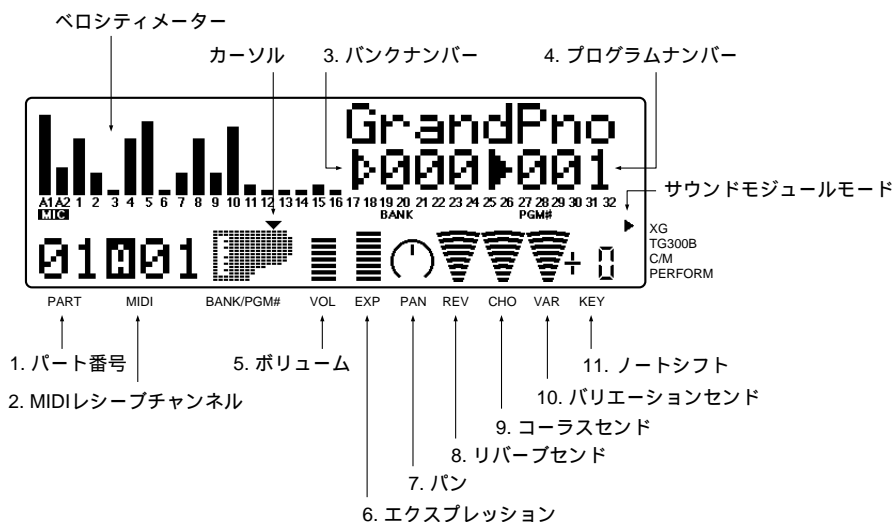 ベロシティメーター
カーソル
3. バンクナンバー
4. プログラムナンバー
GrandPno
000 001
A1 A2 1 2 3 4 5 6 7 8 9 10 11 12 13 14 15 16 17 18 19 20 21 22 23 24 25 26 27 28 29 30 31 32
MIC BANK PGM#
サウンドモジュールモード
XG
TG300B
C/M
PERFORM
01 A01 + 0
PART MIDI BANK/PGM# VOL EXP PAN REV CHO VAR KEY
1. パート番号
5. ボリューム
11. ノートシフト
2. MIDIレシーブチャンネル
10. バリエーションセンド
9. コーラスセンド
8. リバーブセンド
7. パン
6. エクスプレッション